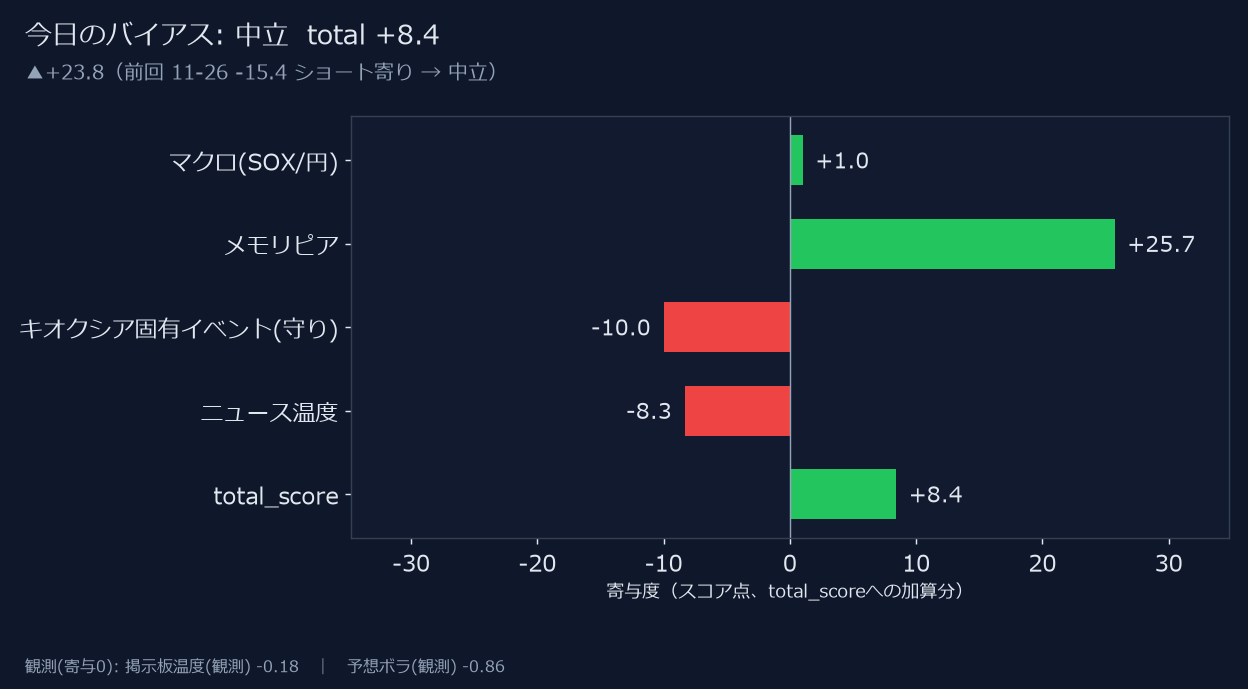 今日のバイアス: 中立  total +8.4
▲+23.8（前回 11-26 -15.4 ショート寄り → 中立）
マクロ(SOX/円)
+1.0
メモリピア
+25.7
キオクシア固有イベント(守り)
-10.0
ニュース温度
-8.3
total_score
+8.4
-30 -20 -10 0 10 20 30
寄与度（スコア点、total_scoreへの加算分）
観測(寄与0): 掲示板温度(観測) -0.18 ｜ 予想ボラ(観測) -0.86